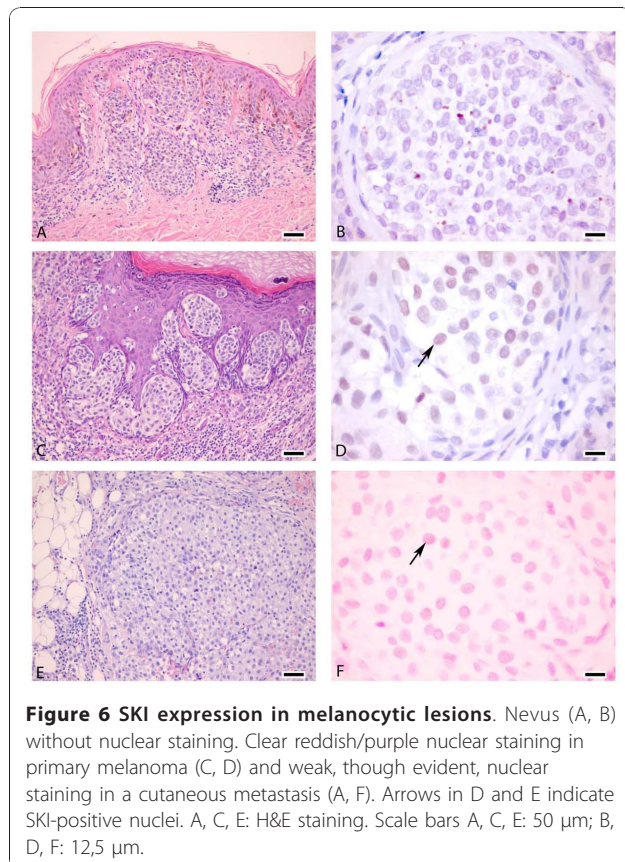 A
B
C
D
E
F
Figure 6 SKI expression in melanocytic lesions. Nevus (A, B)
without nuclear staining. Clear reddish/purple nuclear staining in
primary melanoma (C, D) and weak, though evident, nuclear
staining in a cutaneous metastasis (A, F). Arrows in D and E indicate
SKI-positive nuclei. A, C, E: H&E staining. Scale bars A, C, E: 50 μm; B,
D, F: 12,5 μm.